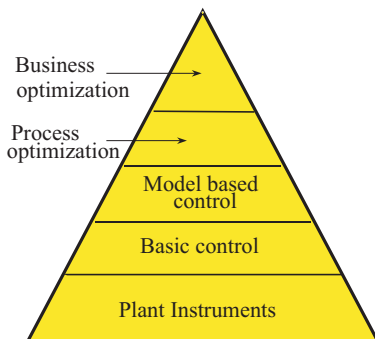 Business
optimization
Process
optimization
Model based
control
Basic control
Plant Instruments